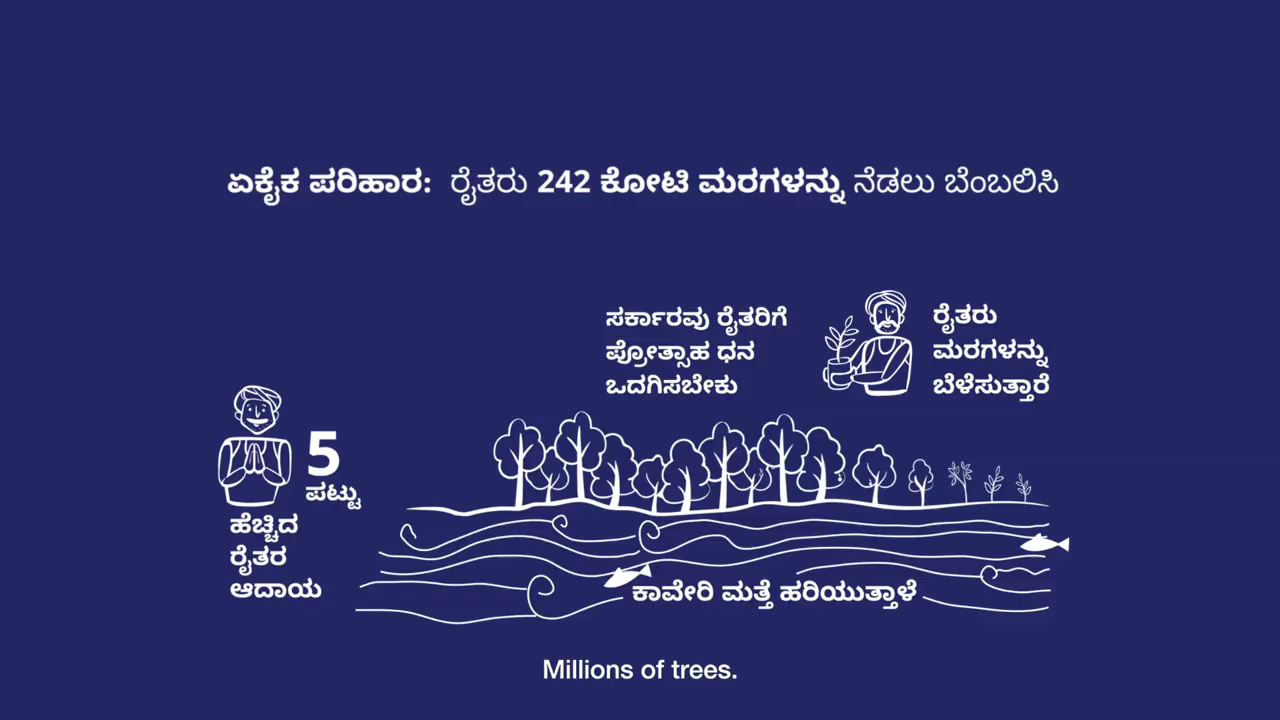 ಏಕೈಕ ಪರಿಹಾರ: ರೈತರು 242 ಕೋಟಿ ಮರಗಳನ್ನು ನೆಡಲು ಬೆಂಬಲಿಸಿ
ಸರ್ಕಾರವು ರೈತರಿಗೆ
ಪ್ರೋತ್ಸಾಹ ಧನ
ಒದಗಿಸಬೇಕು
ರೈತರು
ಮರಗಳನ್ನು
ಬೆಳೆಸುತ್ತಾರೆ
5
ಪಟ್ಟು
ಹೆಚ್ಚಿದ
ರೈತರ
ಆದಾಯ
ಕಾವೇರಿ ಮತ್ತೆ ಹರಿಯುತ್ತಾಳೆ
Millions of trees.